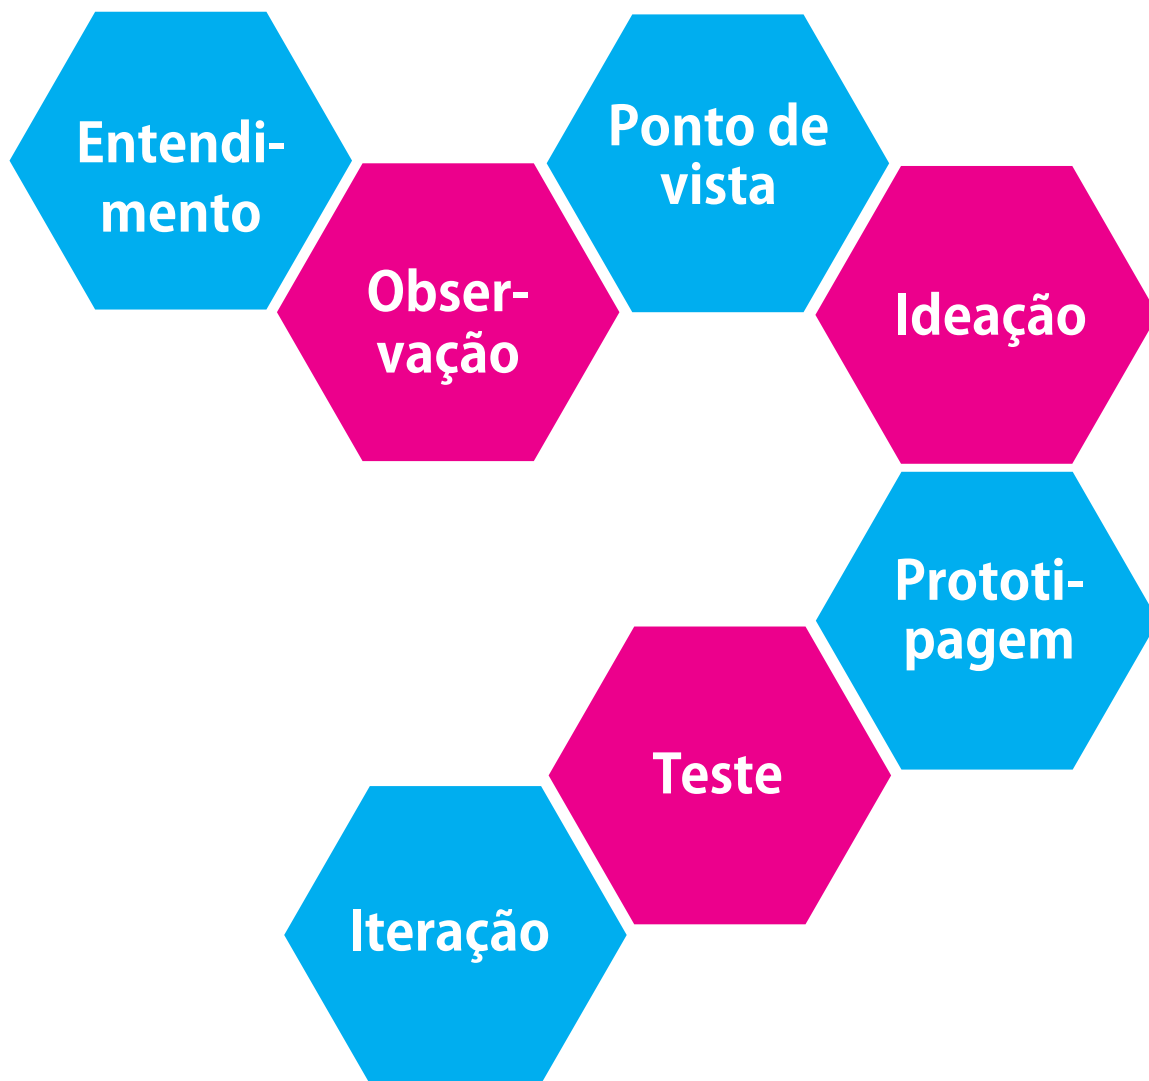 Entendi-
mento
Obser-
vação
Ponto de
vista
Ideação
Prototi-
pagem
Teste
Iteração